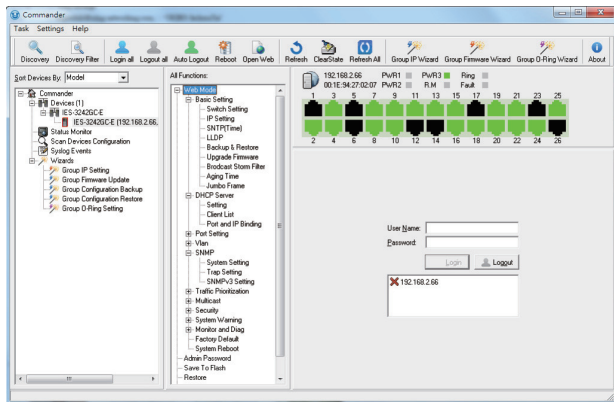 Commander
Task Settings Help
Discovery Discovery Filter Login all Logout all Auto Logout Reboot Open Web Refresh ClearState Refresh All Group IP Wizard Group Firmware Wizard Group O-Ring Wizard About
Sort Devices By: Model
Commander
Devices (1)
IES-3242GC-E
IES-3242GC-E (192.168.2.66,
Status Monitor
Scan Devices Configuration
Syslog Events
Wizards
Group IP Setting
Group Firmware Update
Group Configuration Backup
Group Configuration Restore
Group O-Ring Setting
All Functions:
Web Mode
Basic Setting
Switch Setting
IP Setting
SNTP(Time)
LLDP
Backup & Restore
Upgrade Firmware
Brodcast Storm Filter
Aging Time
Jumbo Frame
DHCP Server
Setting
Client List
Port and IP Binding
Port Setting
Vlan
SNMP
System Setting
Trap Setting
SNMPv3 Setting
Traffic Prioritization
Multicast
Security
System Warning
Monitor and Diag
Factory Default
System Reboot
Admin Password
Save To Flash
Restore
192.168.2.66 PWR1 PWR3 Ring
00:1E:94:27:02:07 PWR2 R.M Fault
1 3 5 7 9 11 13 15 17 19 21 23 25
2 4 6 8 10 12 14 16 18 20 22 24 26
User Name:
Password:
Login Logout
192.168.2.66